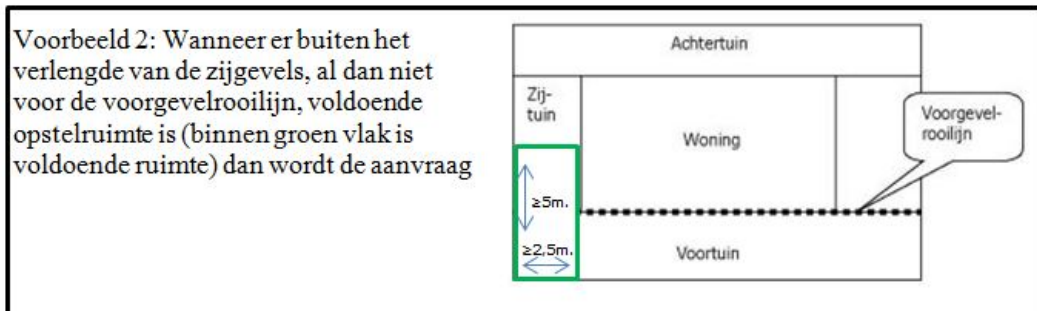 Voorbeeld 2: Wanneer er buiten het
verlengde van de zijgevels, al dan niet
voor de voorgevelrooilijn, voldoende
opstelruimte is (binnen groen vlak is
voldoende ruimte) dan wordt de aanvraag
Achtertuin
Zij-
tuin
Woning
Voorgevel-
rooilijn
≥5m.
≥2,5m.
Voortuin